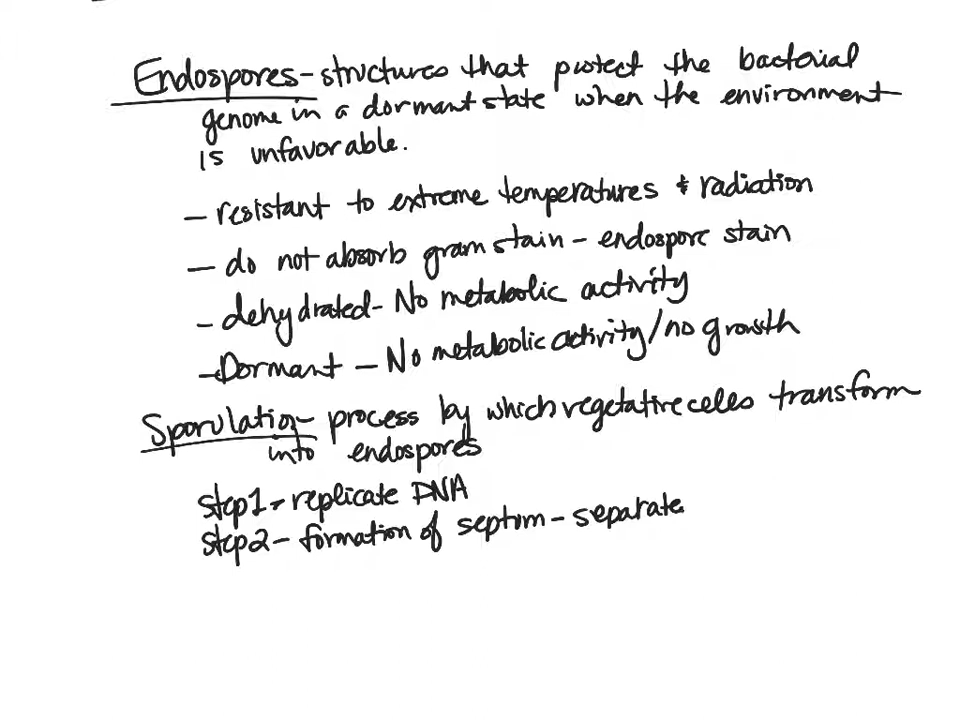 Endospores - structures that protect the bacterial
genome in a dormant state when the environment
is unfavorable.
- resistant to extreme temperatures & radiation
- do not absorb gram stain - endospore stain
- dehydrated - No metabolic activity
- Dormant - No metabolic activity/no growth
Sporulation - process by which vegetative cells transform
into endospores
step1 - replicate DNA
step2 - formation of septum - separate